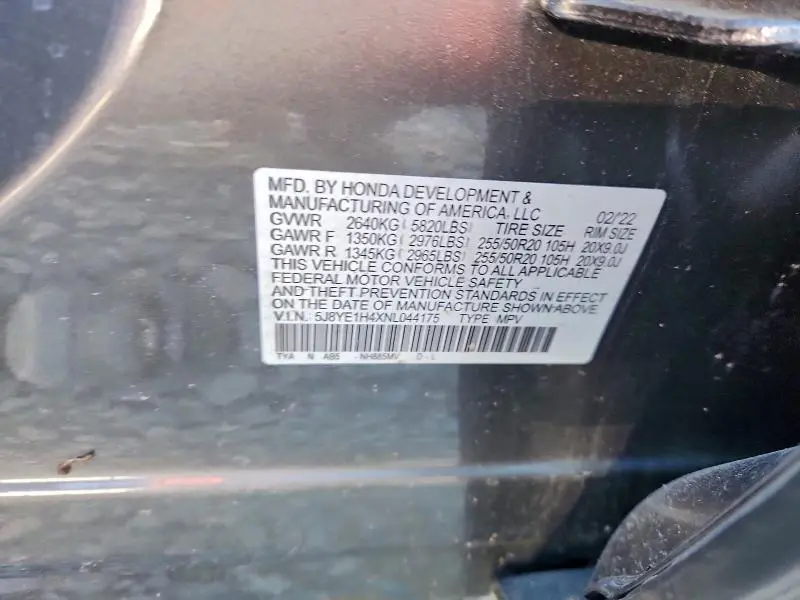 MFD. BY HONDA DEVELOPMENT &
MANUFACTURING OF AMERICA, LLC 02/22
GVWR 2640KG (5820LBS) TIRE SIZE RIM SIZE
GAWR F 1350KG (2976LBS) 255/50R20 105H 20X9.0J
GAWR R 1345KG (2965LBS) 255/50R20 105H 20X9.0J
THIS VEHICLE CONFORMS TO ALL APPLICABLE
FEDERAL MOTOR VEHICLE SAFETY
AND THEFT PREVENTION STANDARDS IN EFFECT
ON THE DATE OF MANUFACTURE SHOWN ABOVE.
V.I.N. 5J8YE1H4XNL044175 TYPE MPV
TYA N AB5 -NH885MV D-L